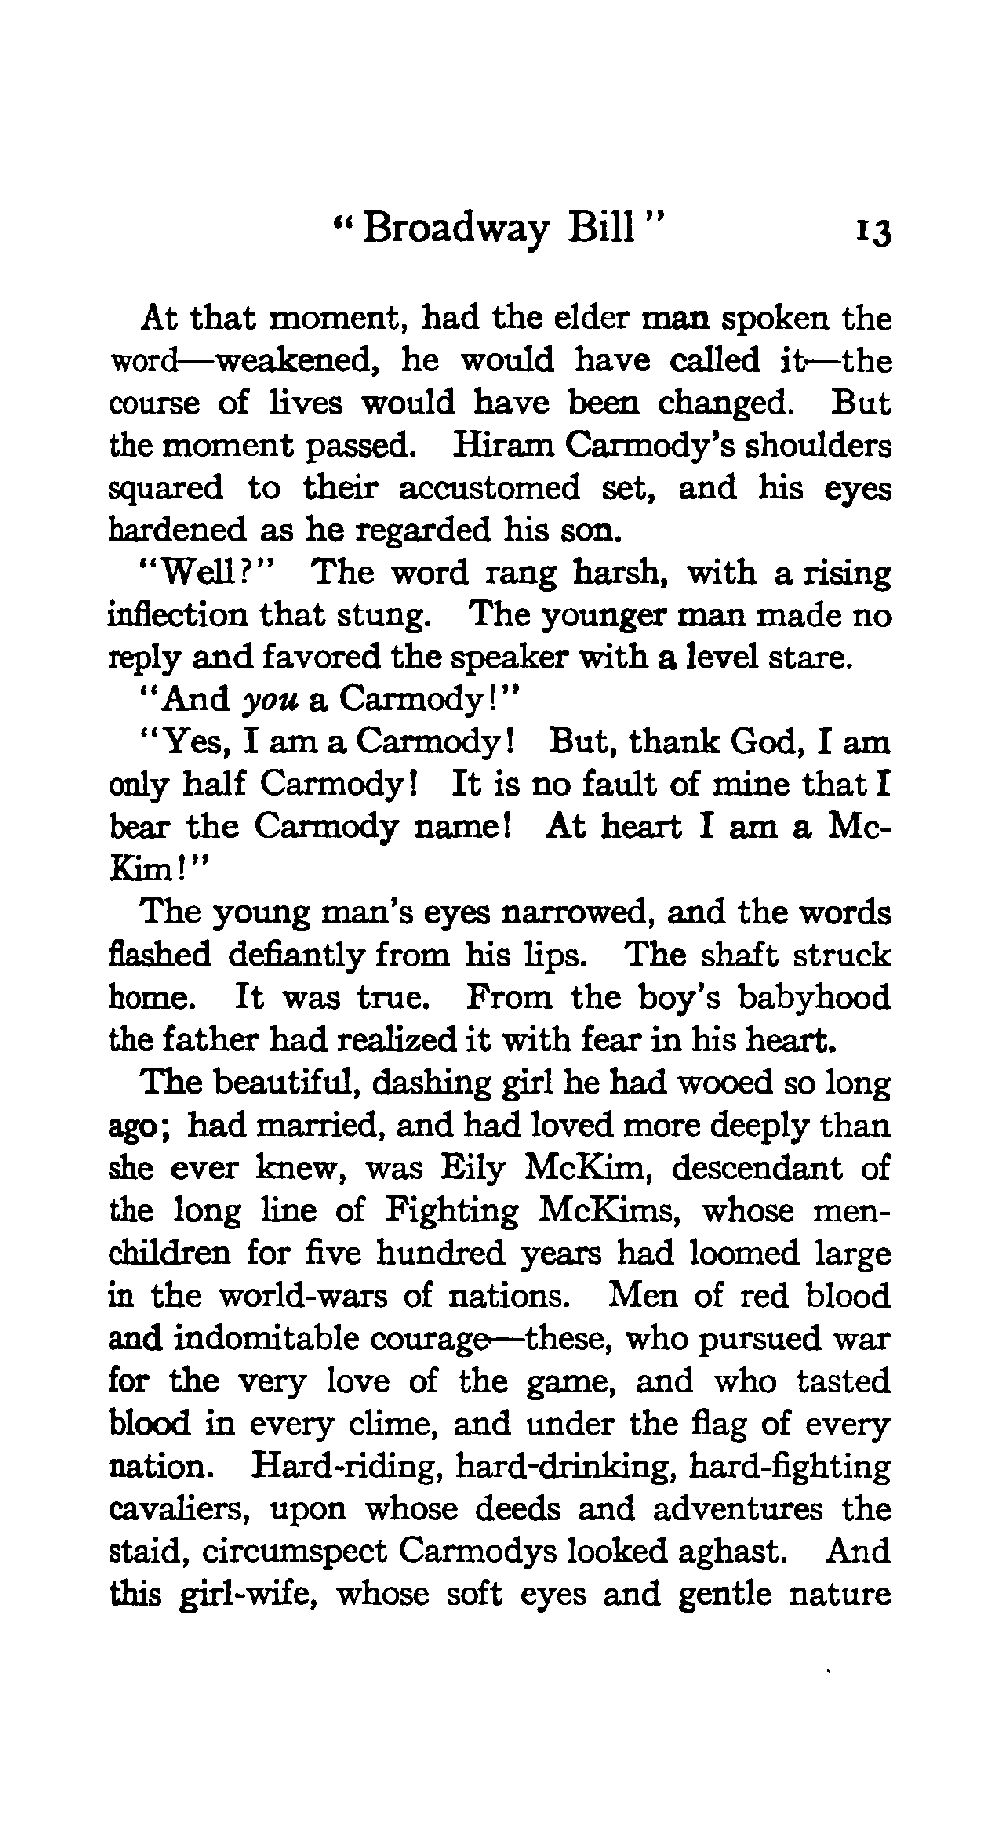 “Broadway Bill” 13
At that moment, had the elder man spoken the
word—weakened, he would have called it—the
course of lives would have been changed. But
the moment passed. Hiram Carmody’s shoulders
squared to their accustomed set, and his eyes
hardened as he regarded his son.
“Well?” The word rang harsh, with a rising
inflection that stung. The younger man made no
reply and favored the speaker with a level stare.
“And you a Carmody!”
“Yes, I am a Carmody! But, thank God, I am
only half Carmody! It is no fault of mine that I
bear the Carmody name! At heart I am a Mc-
Kim!”
The young man’s eyes narrowed, and the words
flashed defiantly from his lips. The shaft struck
home. It was true. From the boy’s babyhood
the father had realized it with fear in his heart.
The beautiful, dashing girl he had wooed so long
ago; had married, and had loved more deeply than
she ever knew, was Eily McKim, descendant of
the long line of Fighting McKims, whose men-
children for five hundred years had loomed large
in the world-wars of nations. Men of red blood
and indomitable courage—these, who pursued war
for the very love of the game, and who tasted
blood in every clime, and under the flag of every
nation. Hard-riding, hard-drinking, hard-fighting
cavaliers, upon whose deeds and adventures the
staid, circumspect Carmodys looked aghast. And
this girl-wife, whose soft eyes and gentle nature